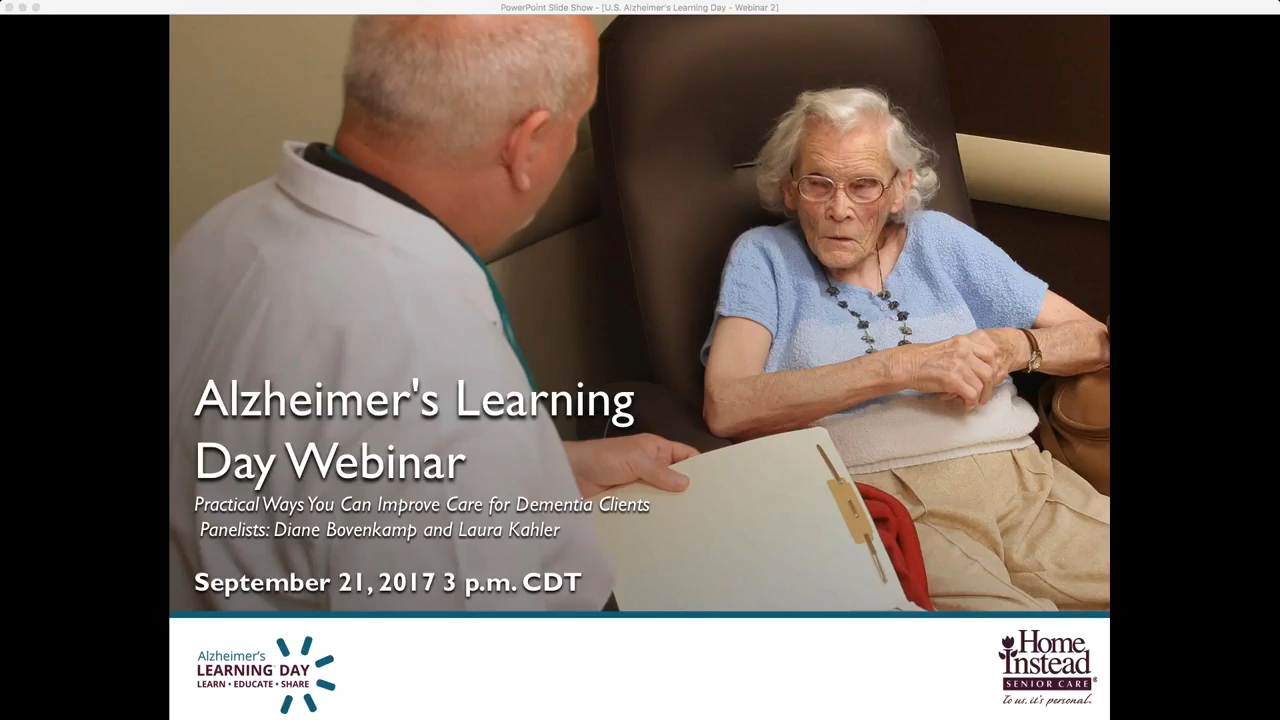 PowerPoint Slide Show - [U.S. Alzheimer's Learning Day - Webinar 2]
Alzheimer's Learning
Day Webinar
Practical Ways You Can Improve Care for Dementia Clients
Panelists: Diane Bovenkamp and Laura Kahler
September 21, 2017 3 p.m. CDT
Alzheimer's
LEARNING DAY
LEARN • EDUCATE • SHARE
Home
Instead
SENIOR CARE®
To us, it's personal.